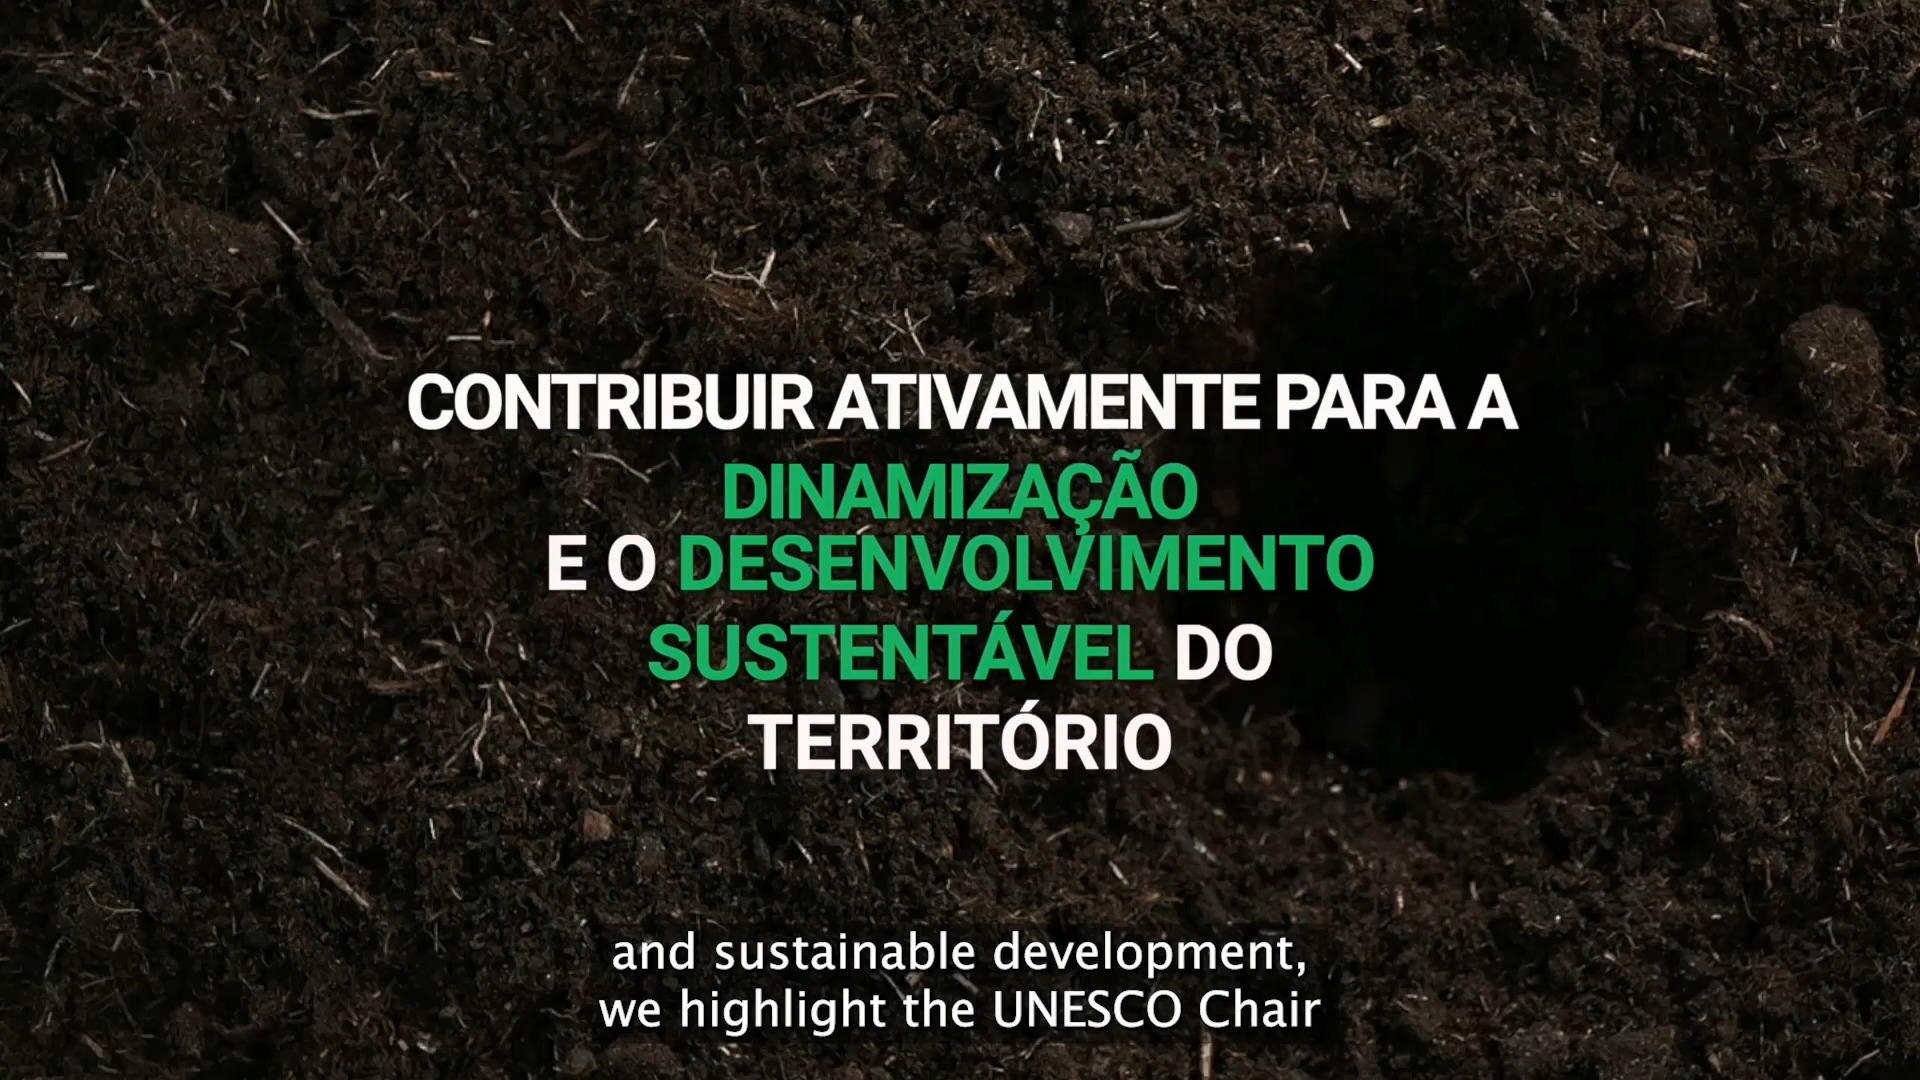 CONTRIBUIR ATIVAMENTE PARA A
DINAMIZAÇÃO
E O DESENVOLVIMENTO
SUSTENTÁVEL DO
TERRITÓRIO
and sustainable development,
we highlight the UNESCO Chair